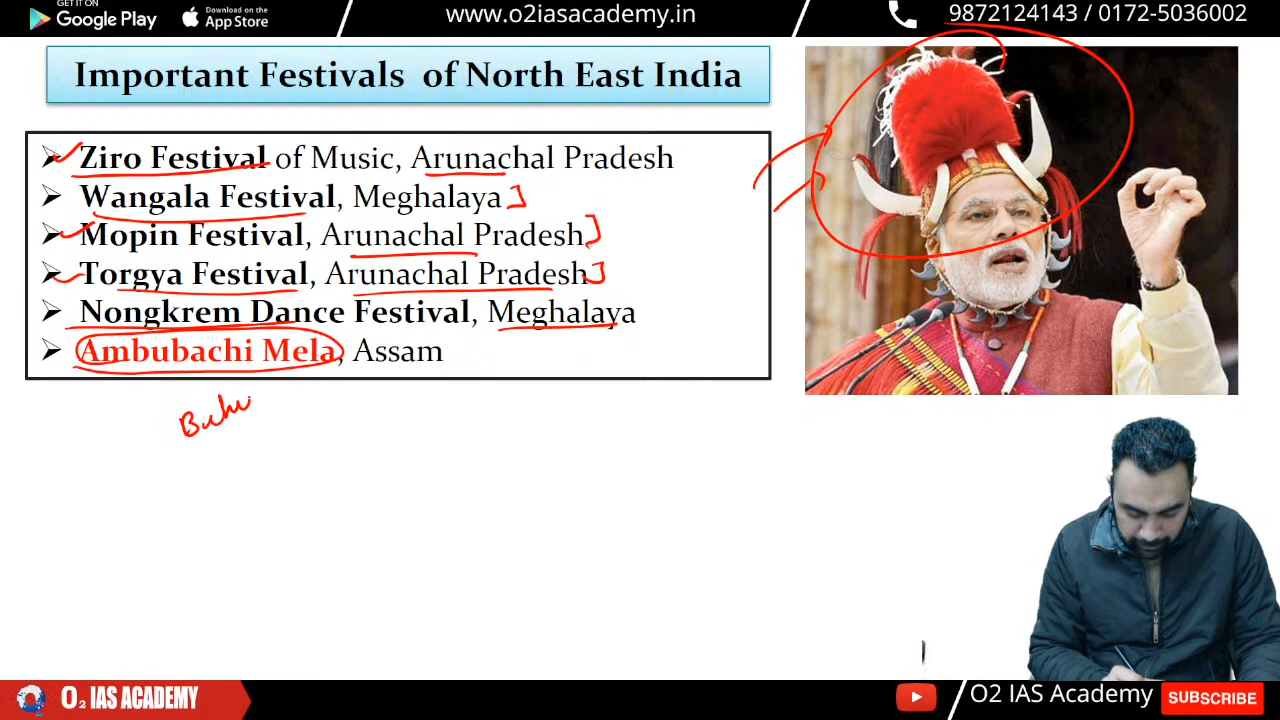 GET IT ON
Google Play
Download on the
App Store
www.o2iasacademy.in
9872124143 / 0172-5036002
Important Festivals of North East India
➢ Ziro Festival of Music, Arunachal Pradesh
➢ Wangala Festival, Meghalaya
➢ Mopin Festival, Arunachal Pradesh
➢ Torgya Festival, Arunachal Pradesh
➢ Nongkrem Dance Festival, Meghalaya
➢ Ambubachi Mela, Assam
O2 IAS ACADEMY
O2 IAS Academy
SUBSCRIBE